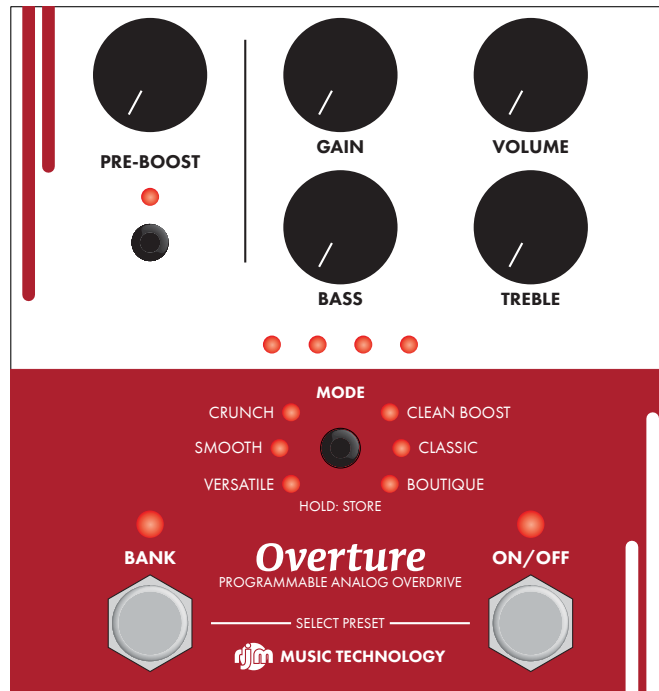 PRE-BOOST
GAIN
VOLUME
BASS
TREBLE
MODE
CRUNCH
CLEAN BOOST
SMOOTH
CLASSIC
VERSATILE
BOUTIQUE
HOLD: STORE
BANK
Overture
ON/OFF
PROGRAMMABLE ANALOG OVERDRIVE
SELECT PRESET
rjm MUSIC TECHNOLOGY